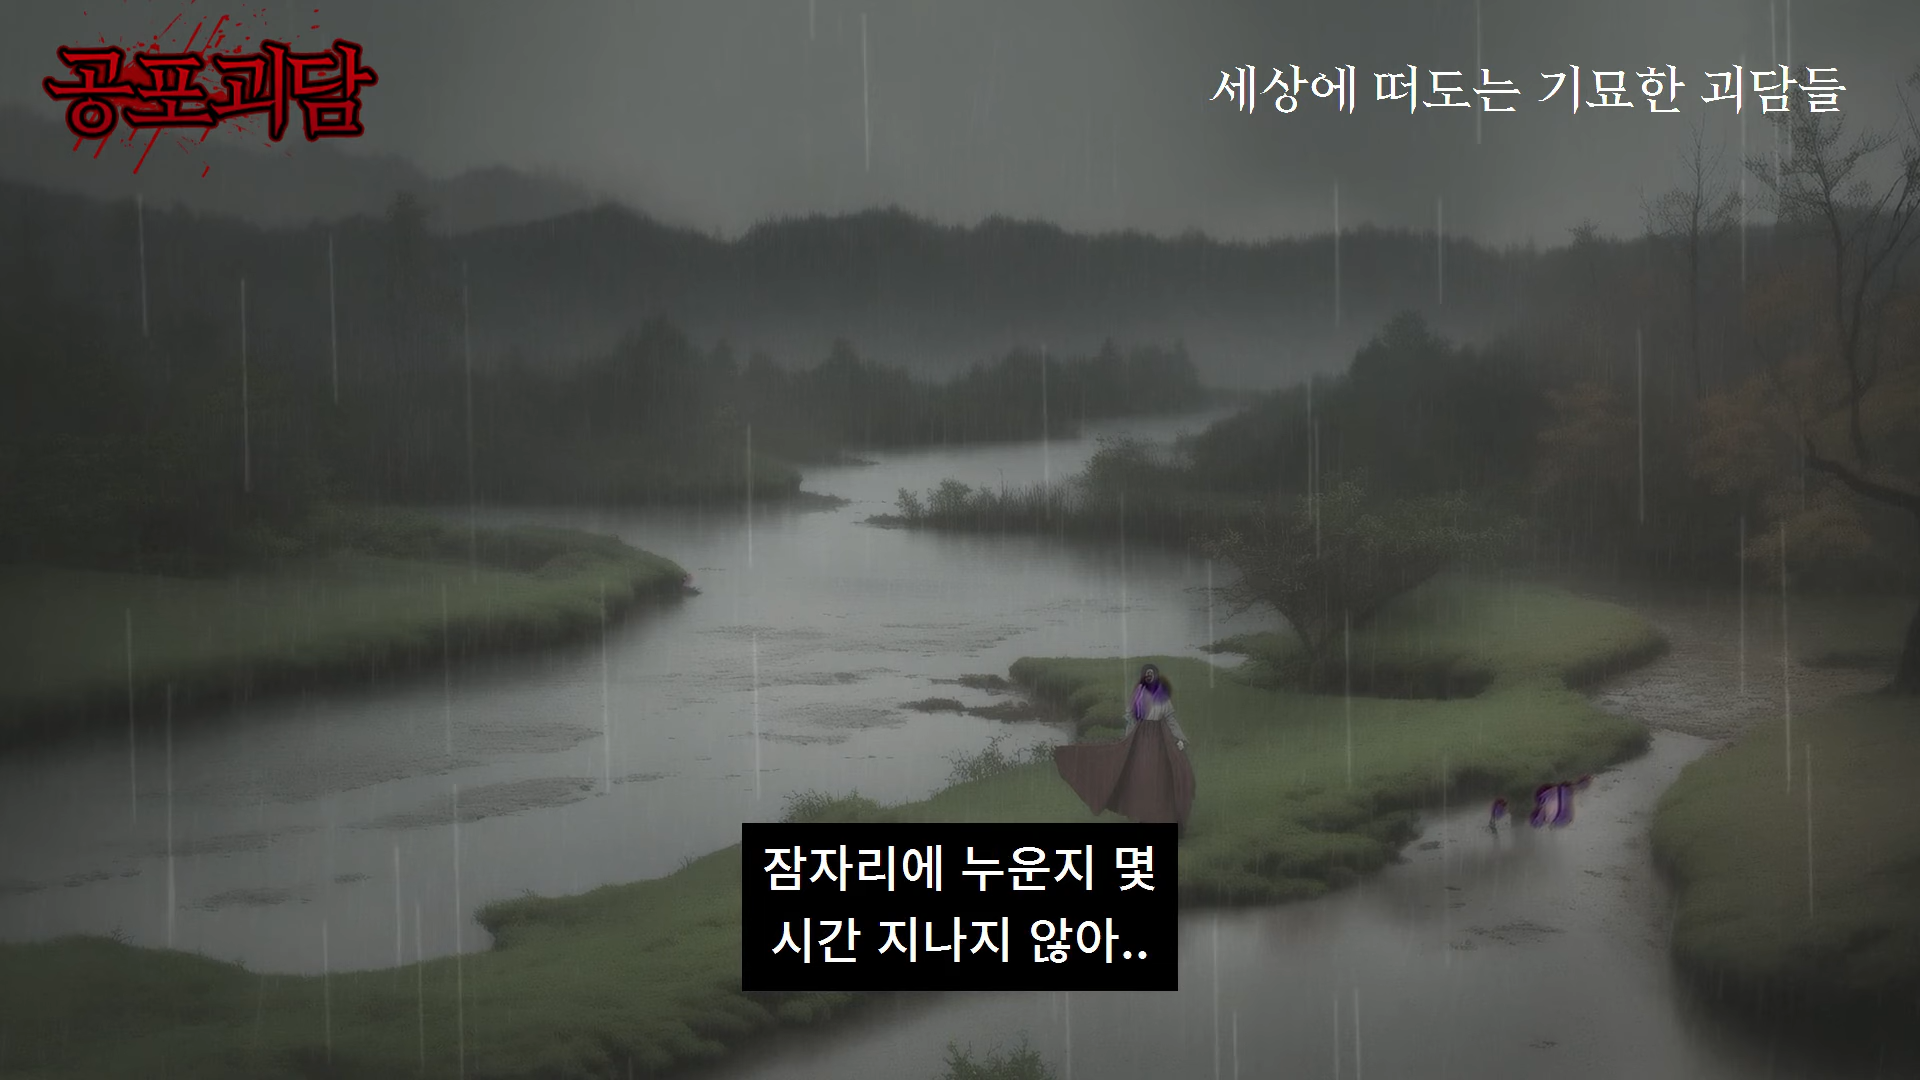 공포괴담
세상에 떠도는 기묘한 괴담들
잠자리에 누운지 몇
시간 지나지 않아..